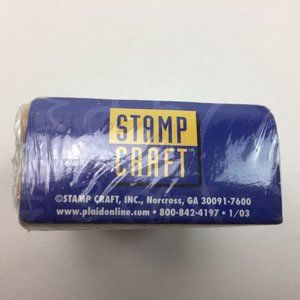 STAMP
CRAFT
©STAMP CRAFT, INC., Norcross, GA 30091-7600
www.plaidonline.com • 800-842-4197 • 1/03